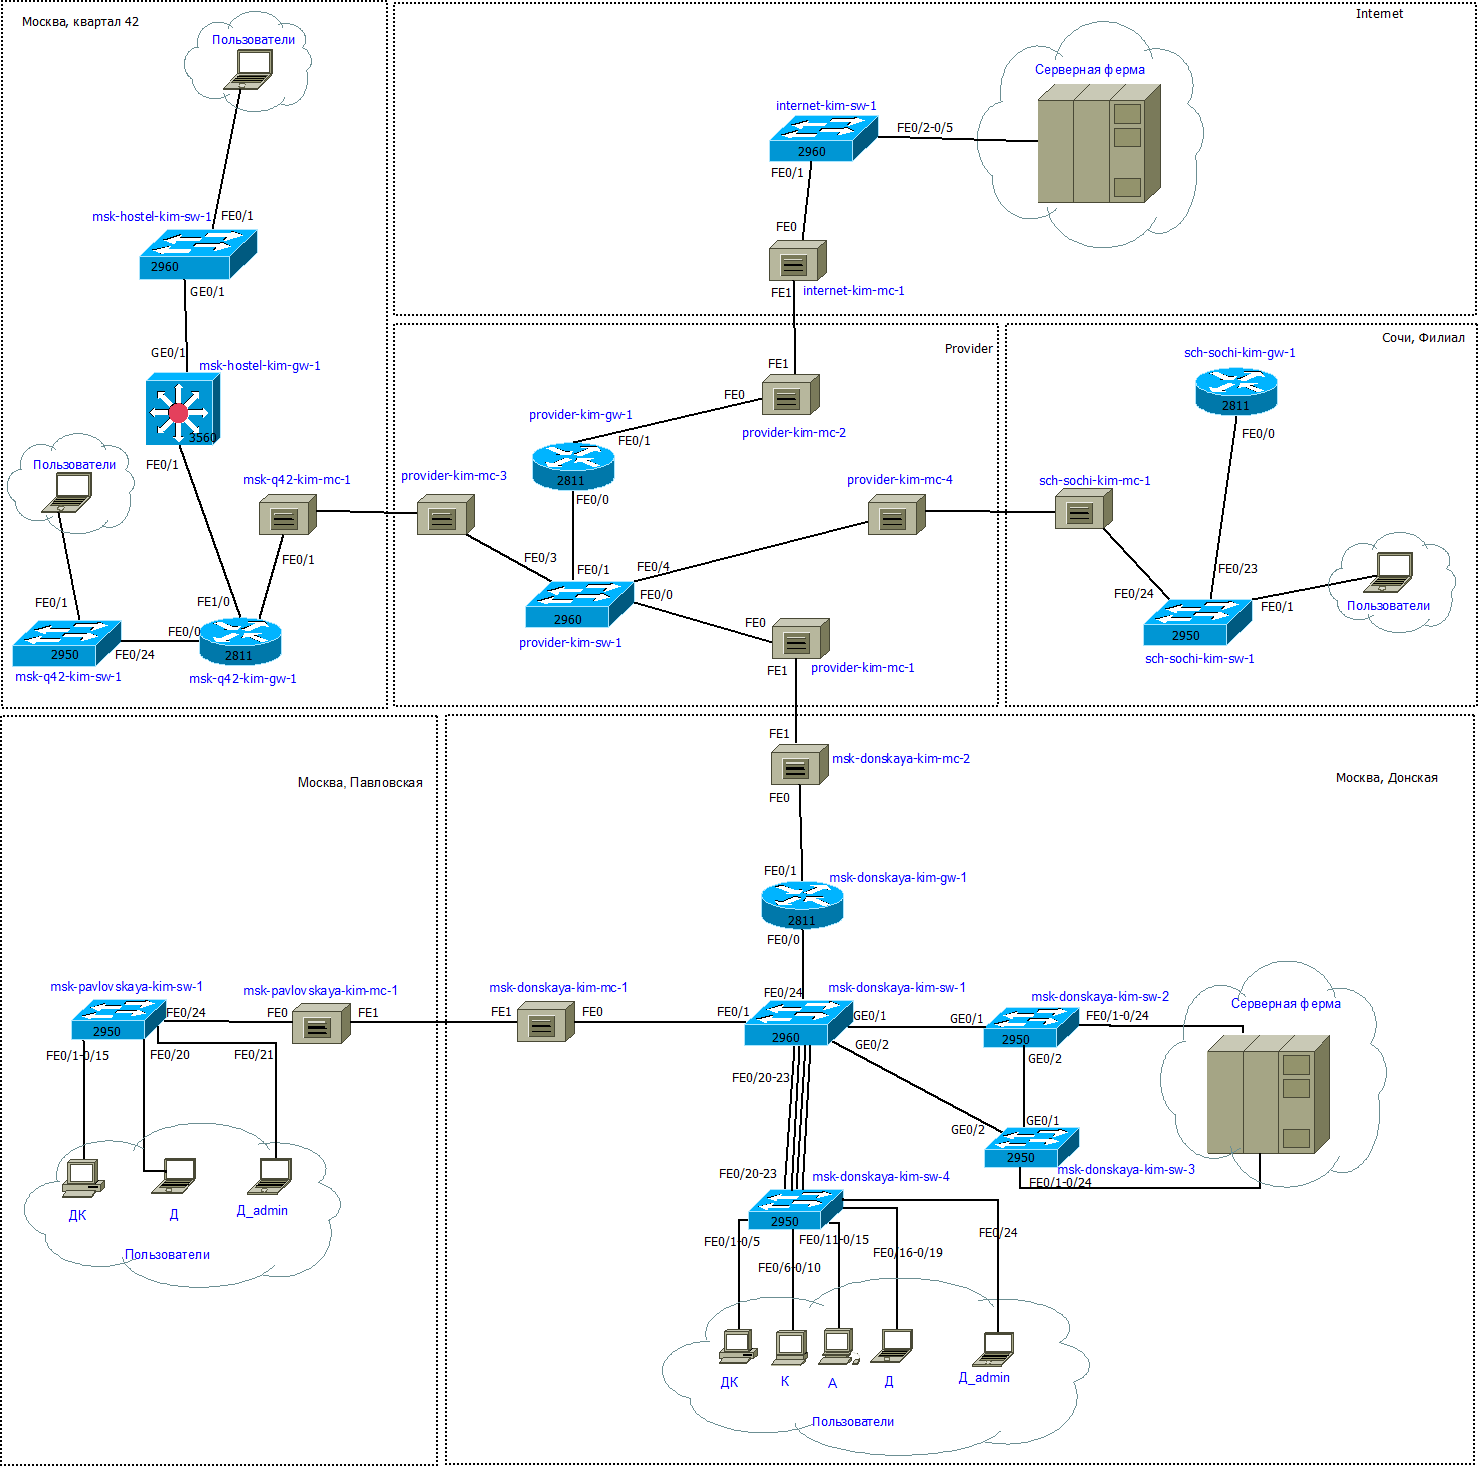 Москва, квартал 42
Пользователи
msk-hostel-kim-sw-1
FE0/1
2960
GE0/1
GE0/1
msk-hostel-kim-gw-1
3560
FE0/1
Пользователи
msk-q42-kim-mc-1
FE0/1
FE0/1
FE1/0
2950
FE0/24
FE0/0
2811
msk-q42-kim-sw-1
msk-q42-kim-gw-1
Internet
Серверная ферма
internet-kim-sw-1
FE0/2-0/5
2960
FE0/1
FE0
FE1
internet-kim-mc-1
Provider
FE1
FE0
provider-kim-mc-2
provider-kim-gw-1
FE0/1
2811
FE0/0
provider-kim-mc-3
provider-kim-mc-4
FE0/3
FE0/1
FE0/4
FE0/0
2960
provider-kim-sw-1
FE0
FE1
provider-kim-mc-1
Сочи, Филиал
sch-sochi-kim-gw-1
2811
FE0/0
sch-sochi-kim-mc-1
FE0/23
FE0/24
FE0/1
Пользователи
2950
sch-sochi-kim-sw-1
Москва, Павловская
msk-pavlovskaya-kim-sw-1
msk-pavlovskaya-kim-mc-1
FE0/24
FE0
FE1
2950
FE0/1-0/15
FE0/20
FE0/21
ДК
Д
Д_admin
Пользователи
Москва, Донская
FE1
msk-donskaya-kim-mc-2
FE0
FE0/1
msk-donskaya-kim-gw-1
2811
FE0/0
msk-donskaya-kim-mc-1
FE1
FE0
FE0/24
msk-donskaya-kim-sw-1
FE0/1
2960
GE0/1
GE0/2
GE0/1
msk-donskaya-kim-sw-2
FE0/1-0/24
2950
GE0/2
Серверная ферма
FE0/20-23
GE0/2
GE0/1
2950
msk-donskaya-kim-sw-3
FE0/1-0/24
FE0/20-23
msk-donskaya-kim-sw-4
2950
FE0/1-0/5
FE0/6-0/10
FE0/11-0/15
FE0/16-0/19
FE0/24
ДК
К
А
Д
Д_admin
Пользователи